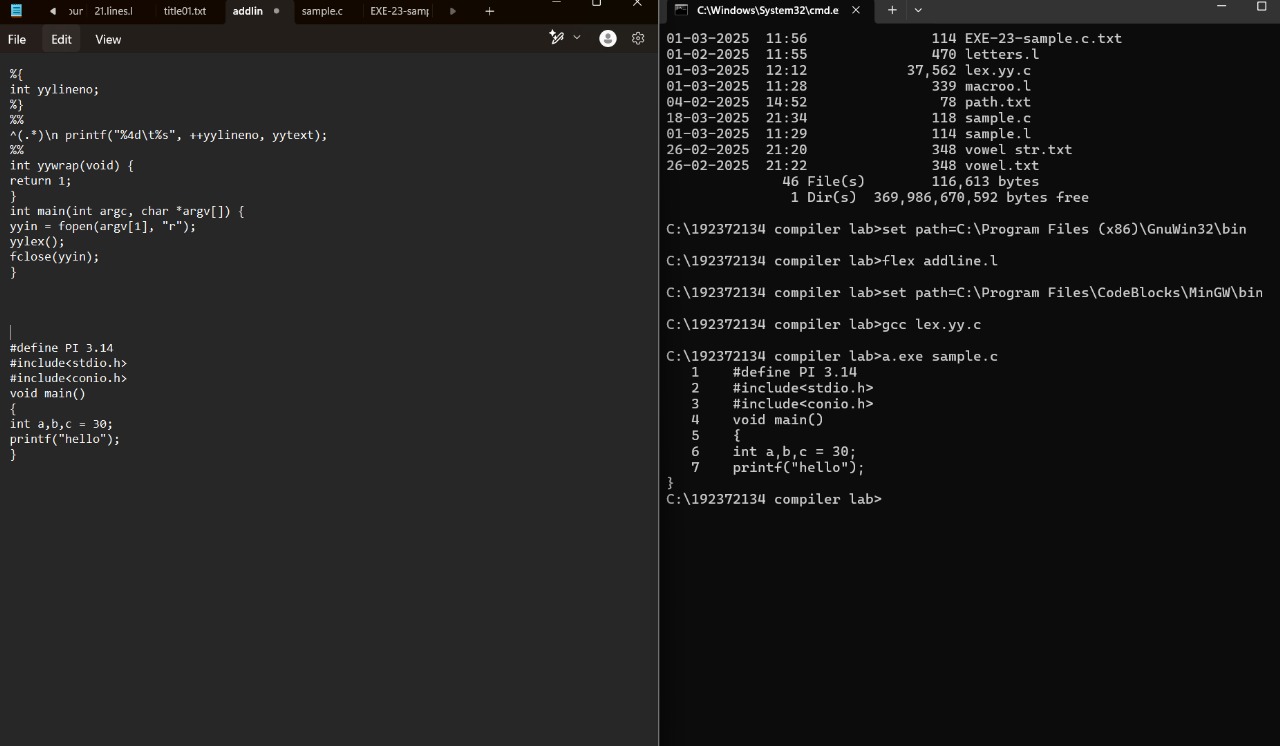 our 21.lines.l title01.txt addlin sample.c EXE-23-samp
File Edit View
%{
int yylineno;
%}
%%
^(.*)\n printf("%4d\t%s", ++yylineno, yytext);
%%
int yywrap(void) {
return 1;
}
int main(int argc, char *argv[]) {
yyin = fopen(argv[1], "r");
yylex();
fclose(yyin);
}
#define PI 3.14
#include<stdio.h>
#include<conio.h>
void main()
{
int a,b,c = 30;
printf("hello");
}
C:\Windows\System32\cmd.e
01-03-2025 11:56 114 EXE-23-sample.c.txt
01-02-2025 11:55 470 letters.l
01-03-2025 12:12 37,562 lex.yy.c
01-03-2025 11:28 339 macroo.l
04-02-2025 14:52 78 path.txt
18-03-2025 21:34 118 sample.c
01-03-2025 11:29 114 sample.l
26-02-2025 21:20 348 vowel str.txt
26-02-2025 21:22 348 vowel.txt
46 File(s) 116,613 bytes
1 Dir(s) 369,986,670,592 bytes free
C:\192372134 compiler lab>set path=C:\Program Files (x86)\GnuWin32\bin
C:\192372134 compiler lab>flex addline.l
C:\192372134 compiler lab>set path=C:\Program Files\CodeBlocks\MinGW\bin
C:\192372134 compiler lab>gcc lex.yy.c
C:\192372134 compiler lab>a.exe sample.c
1 #define PI 3.14
2 #include<stdio.h>
3 #include<conio.h>
4 void main()
5 {
6 int a,b,c = 30;
7 printf("hello");
}
C:\192372134 compiler lab>